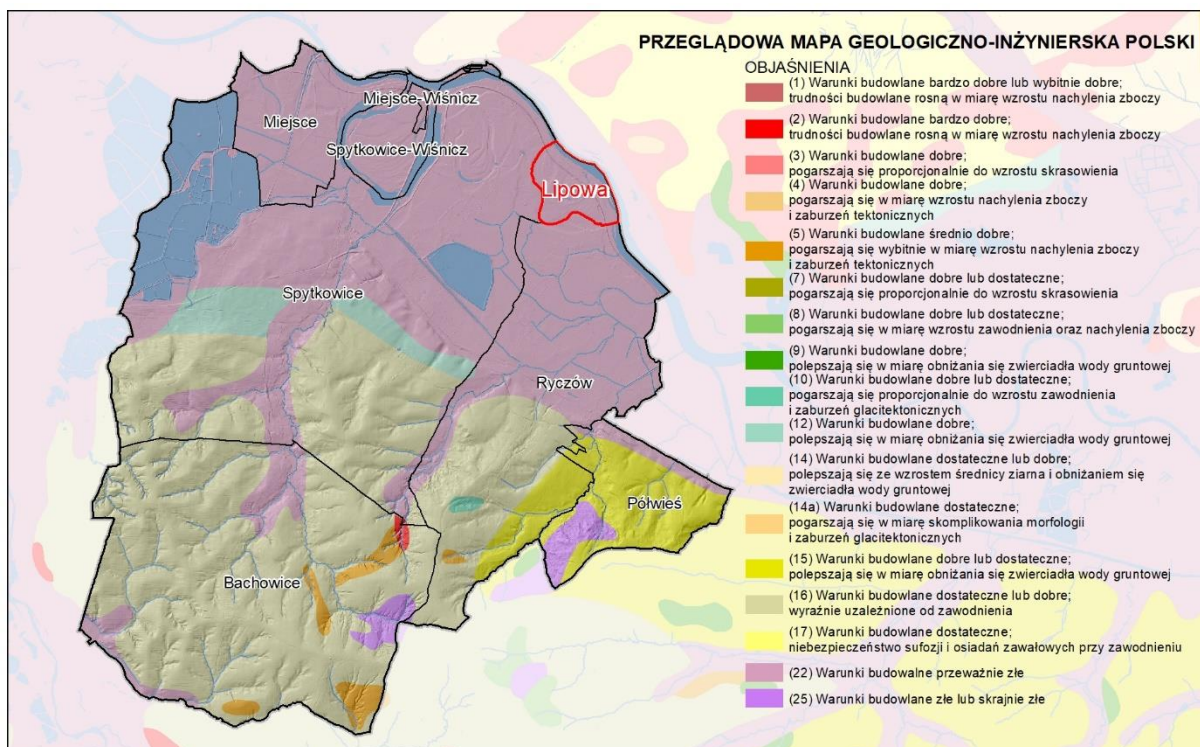 PRZEGLĄDOWA MAPA GEOLOGICZNO-INŻYNIERSKA POLSKI
OBJAŚNIENIA
(1) Warunki budowlane bardzo dobre lub wybitnie dobre;
trudności budowlane rosną w miarę wzrostu nachylenia zboczy
(2) Warunki budowlane bardzo dobre;
trudności budowlane rosną w miarę wzrostu nachylenia zboczy
(3) Warunki budowlane dobre;
pogarszają się proporcjonalnie do wzrostu skrasowienia
(4) Warunki budowlane dobre;
pogarszają się w miarę wzrostu nachylenia zboczy
i zaburzeń tektonicznych
(5) Warunki budowlane średnio dobre;
pogarszają się wybitnie w miarę wzrostu nachylenia zboczy
i zaburzeń tektonicznych
(7) Warunki budowlane dobre lub dostateczne;
pogarszają się proporcjonalnie do wzrostu skrasowienia
(8) Warunki budowlane dobre lub dostateczne;
pogarszają się w miarę wzrostu zawodnienia oraz nachylenia zboczy
(9) Warunki budowlane dobre;
polepszają się w miarę obniżania się zwierciadła wody gruntowej
(10) Warunki budowlane dobre lub dostateczne;
pogarszają się proporcjonalnie do wzrostu zawodnienia
i zaburzeń glacitektonicznych
(12) Warunki budowlane dobre;
polepszają się w miarę obniżania się zwierciadła wody gruntowej
(14) Warunki budowlane dostateczne lub dobre;
polepszają się ze wzrostem średnicy ziarna i obniżaniem się
zwierciadła wody gruntowej
(14a) Warunki budowlane dostateczne;
pogarszają się w miarę skomplikowania morfologii
i zaburzeń glacitektonicznych
(15) Warunki budowlane dobre lub dostateczne;
polepszają się w miarę obniżania się zwierciadła wody gruntowej
(16) Warunki budowlane dostateczne lub dobre;
wyraźnie uzależnione od zawodnienia
(17) Warunki budowlane dostateczne;
niebezpieczeństwo sufozji i osiadań zawałowych przy zawodnieniu
(22) Warunki budowalne przeważnie złe
(25) Warunki budowlane złe lub skrajnie złe
Miejsce-Wiśnicz
Miejsce
Spytkowice-Wiśnicz
Lipowa
Spytkowice
Ryczów
Półwieś
Bachowice